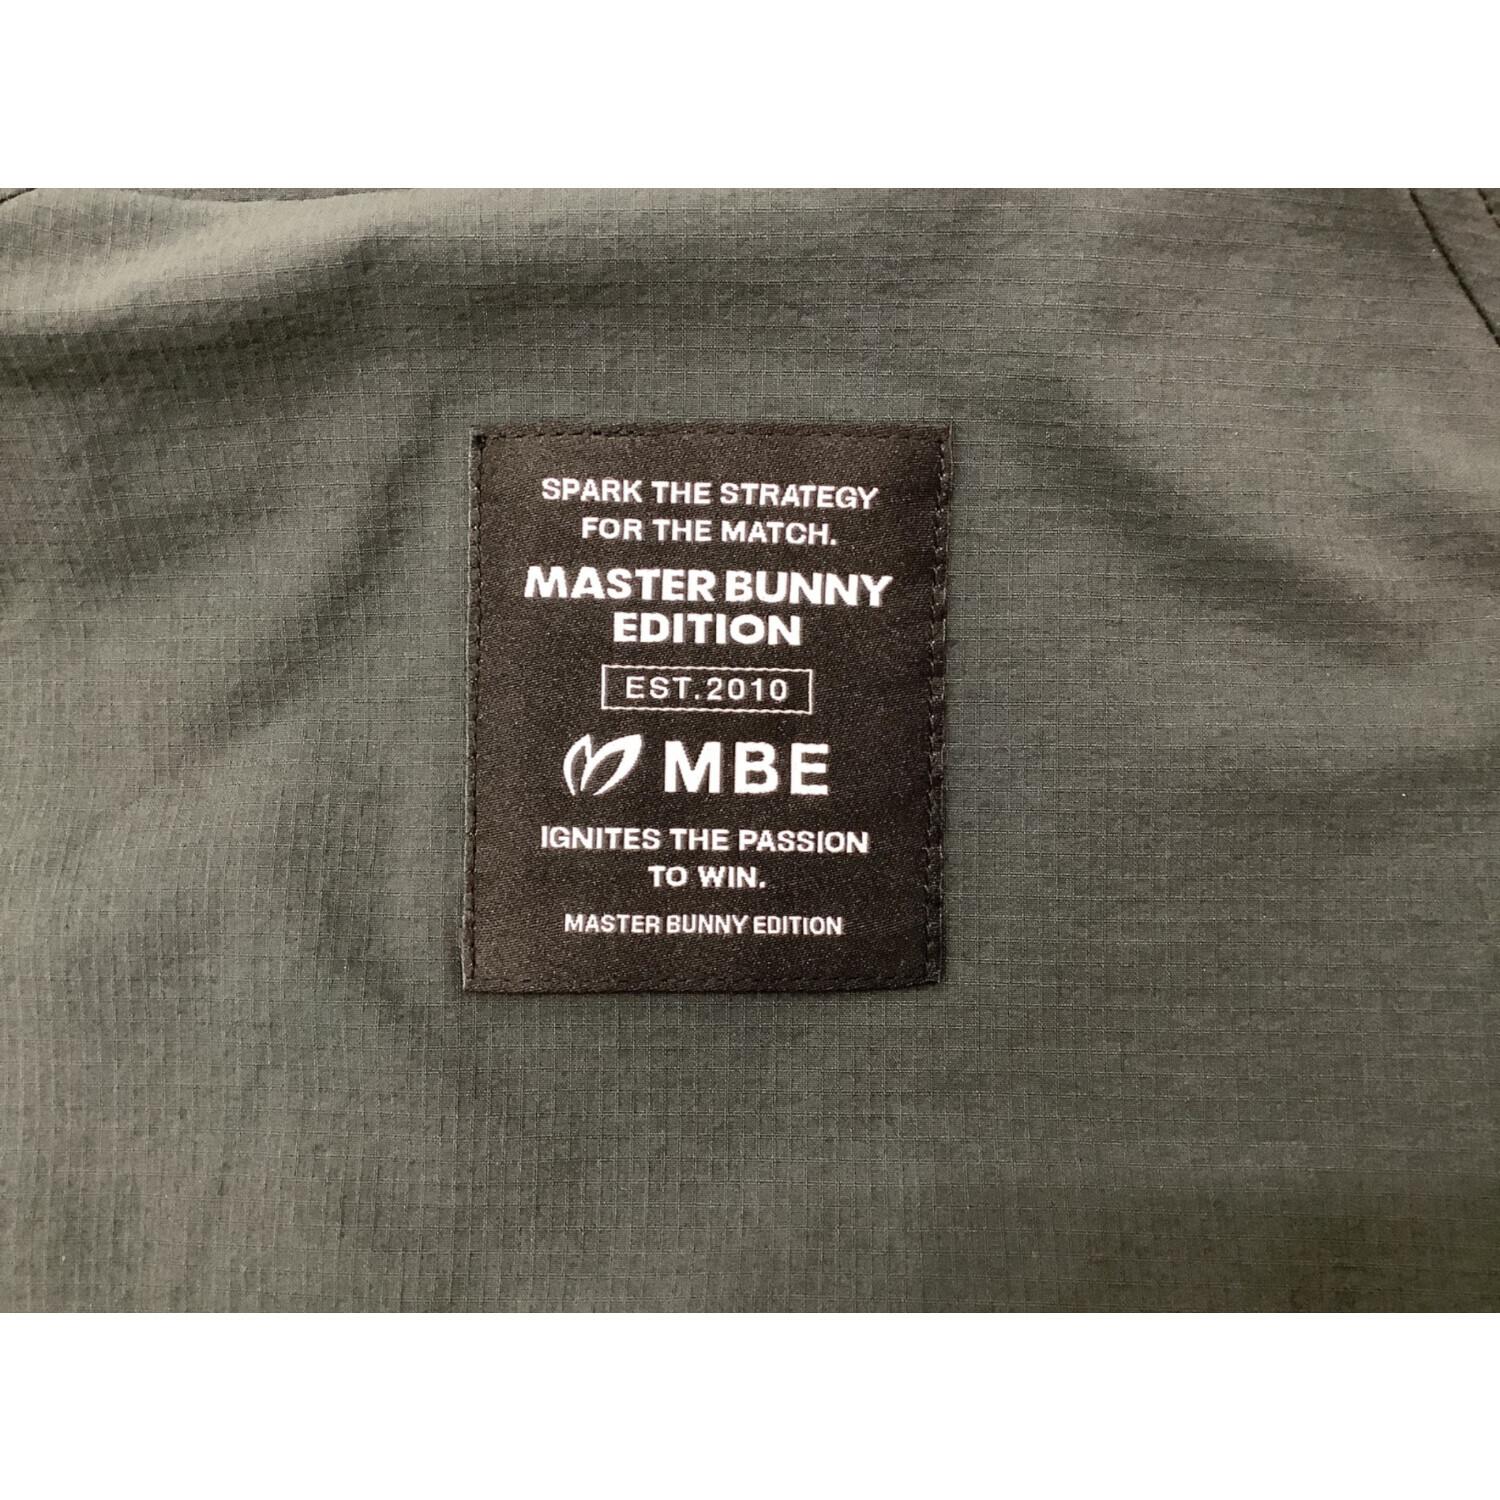 SPARK THE STRATEGY
FOR THE MATCH.
MASTER BUNNY
EDITION
EST.2010
MBE
IGNITES THE PASSION
TO WIN.
MASTER BUNNY EDITION